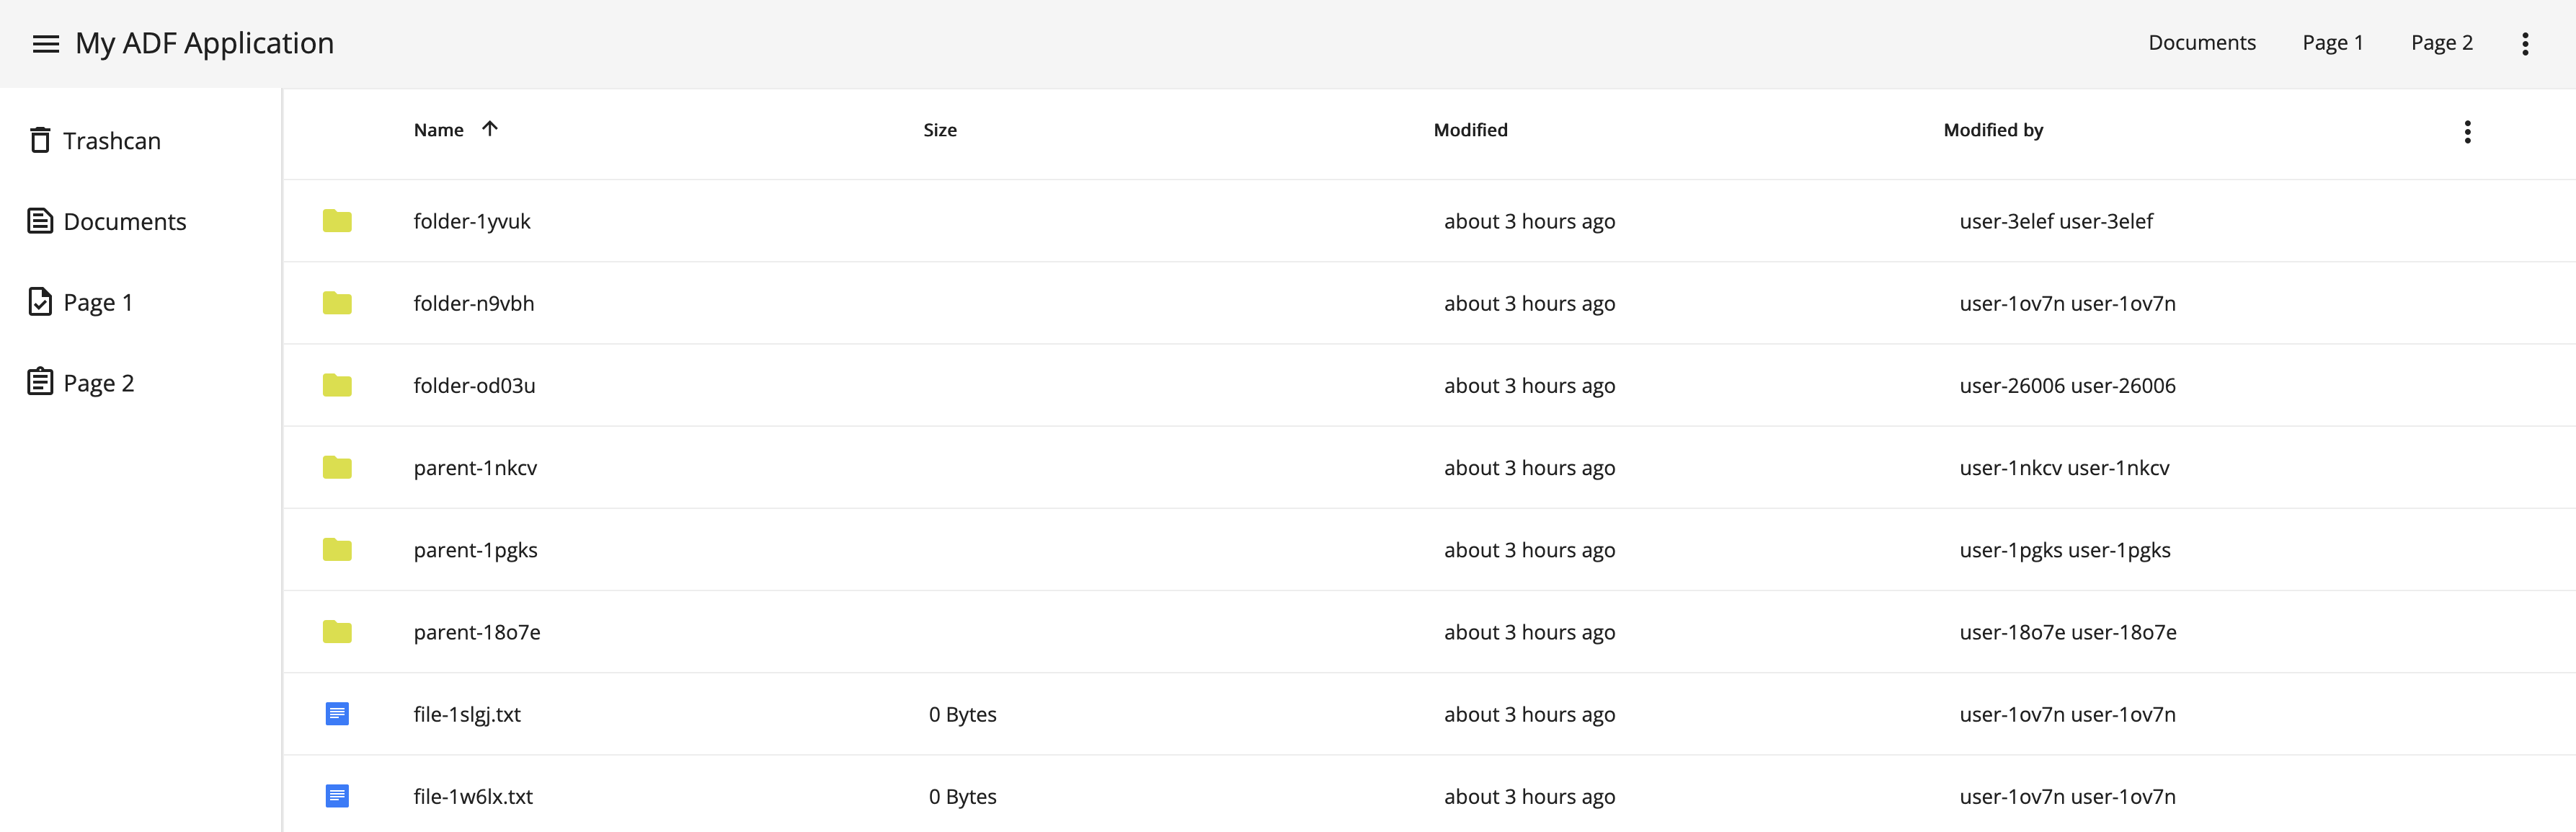 My ADF Application Documents Page 1 Page 2
Trashcan
Documents
Page 1
Page 2
Name Size Modified Modified by
folder-1yvuk about 3 hours ago user-3elef user-3elef
folder-n9vbh about 3 hours ago user-1ov7n user-1ov7n
folder-od03u about 3 hours ago user-26006 user-26006
parent-1nkcv about 3 hours ago user-1nkcv user-1nkcv
parent-1pgks about 3 hours ago user-1pgks user-1pgks
parent-18o7e about 3 hours ago user-18o7e user-18o7e
file-1slgj.txt 0 Bytes about 3 hours ago user-1ov7n user-1ov7n
file-1w6lx.txt 0 Bytes about 3 hours ago user-1ov7n user-1ov7n